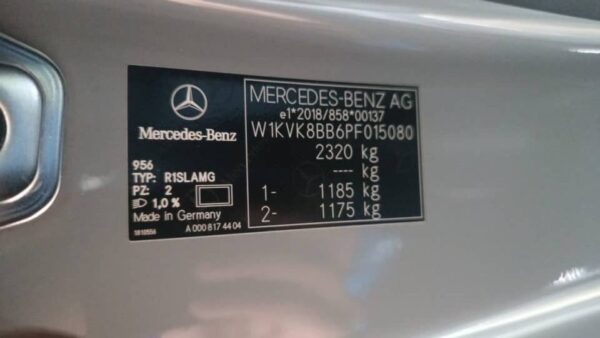 Mercedes-Benz
956
TYP: R1SLAMG
PZ: 2
1,0 %
Made in Germany
A 000 817 44 04
MERCEDES-BENZ AG
e1*2018/858*00137
W1KVK8BB6PF015080
2320 kg
---- kg
1- 1185 kg
2- 1175 kg